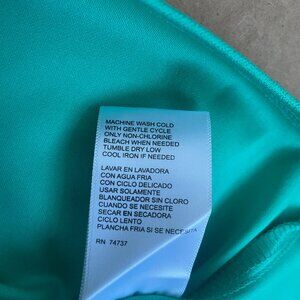 MACHINE WASH COLD
WITH GENTLE CYCLE
ONLY NON-CHLORINE
BLEACH WHEN NEEDED
TUMBLE DRY LOW
COOL IRON IF NEEDED
LAVAR EN LAVADORA
CON AGUA FRIA
CON CICLO DELICADO
USAR SOLAMENTE
BLANQUEADOR SIN CLORO
CUANDO SE NECESITE
SECAR EN SECADORA
CICLO LENTO
PLANCHA FRIA SI SE NECESITA
RN 74737